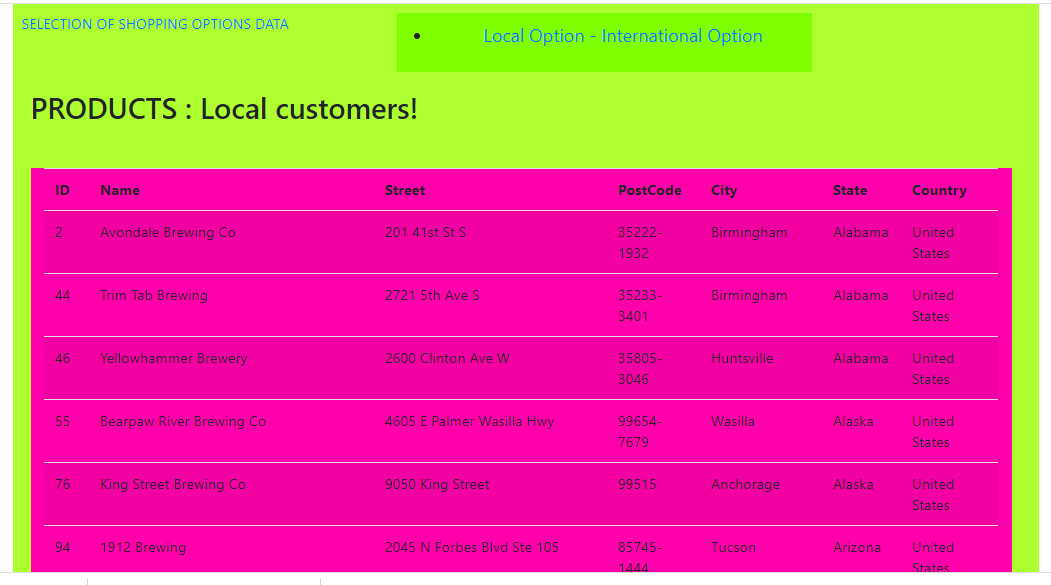 SELECTION OF SHOPPING OPTIONS DATA
Local Option - International Option
PRODUCTS : Local customers!
ID Name Street PostCode City State Country
2 Avondale Brewing Co 201 41st St S 35222-1932 Birmingham Alabama United States
44 Trim Tab Brewing 2721 5th Ave S 35233-3401 Birmingham Alabama United States
46 Yellowhammer Brewery 2600 Clinton Ave W 35805-3046 Huntsville Alabama United States
55 Bearpaw River Brewing Co 4605 E Palmer Wasilla Hwy 99654-7679 Wasilla Alaska United States
76 King Street Brewing Co 9050 King Street 99515 Anchorage Alaska United States
94 1912 Brewing 2045 N Forbes Blvd Ste 105 85745-1444 Tucson Arizona United States